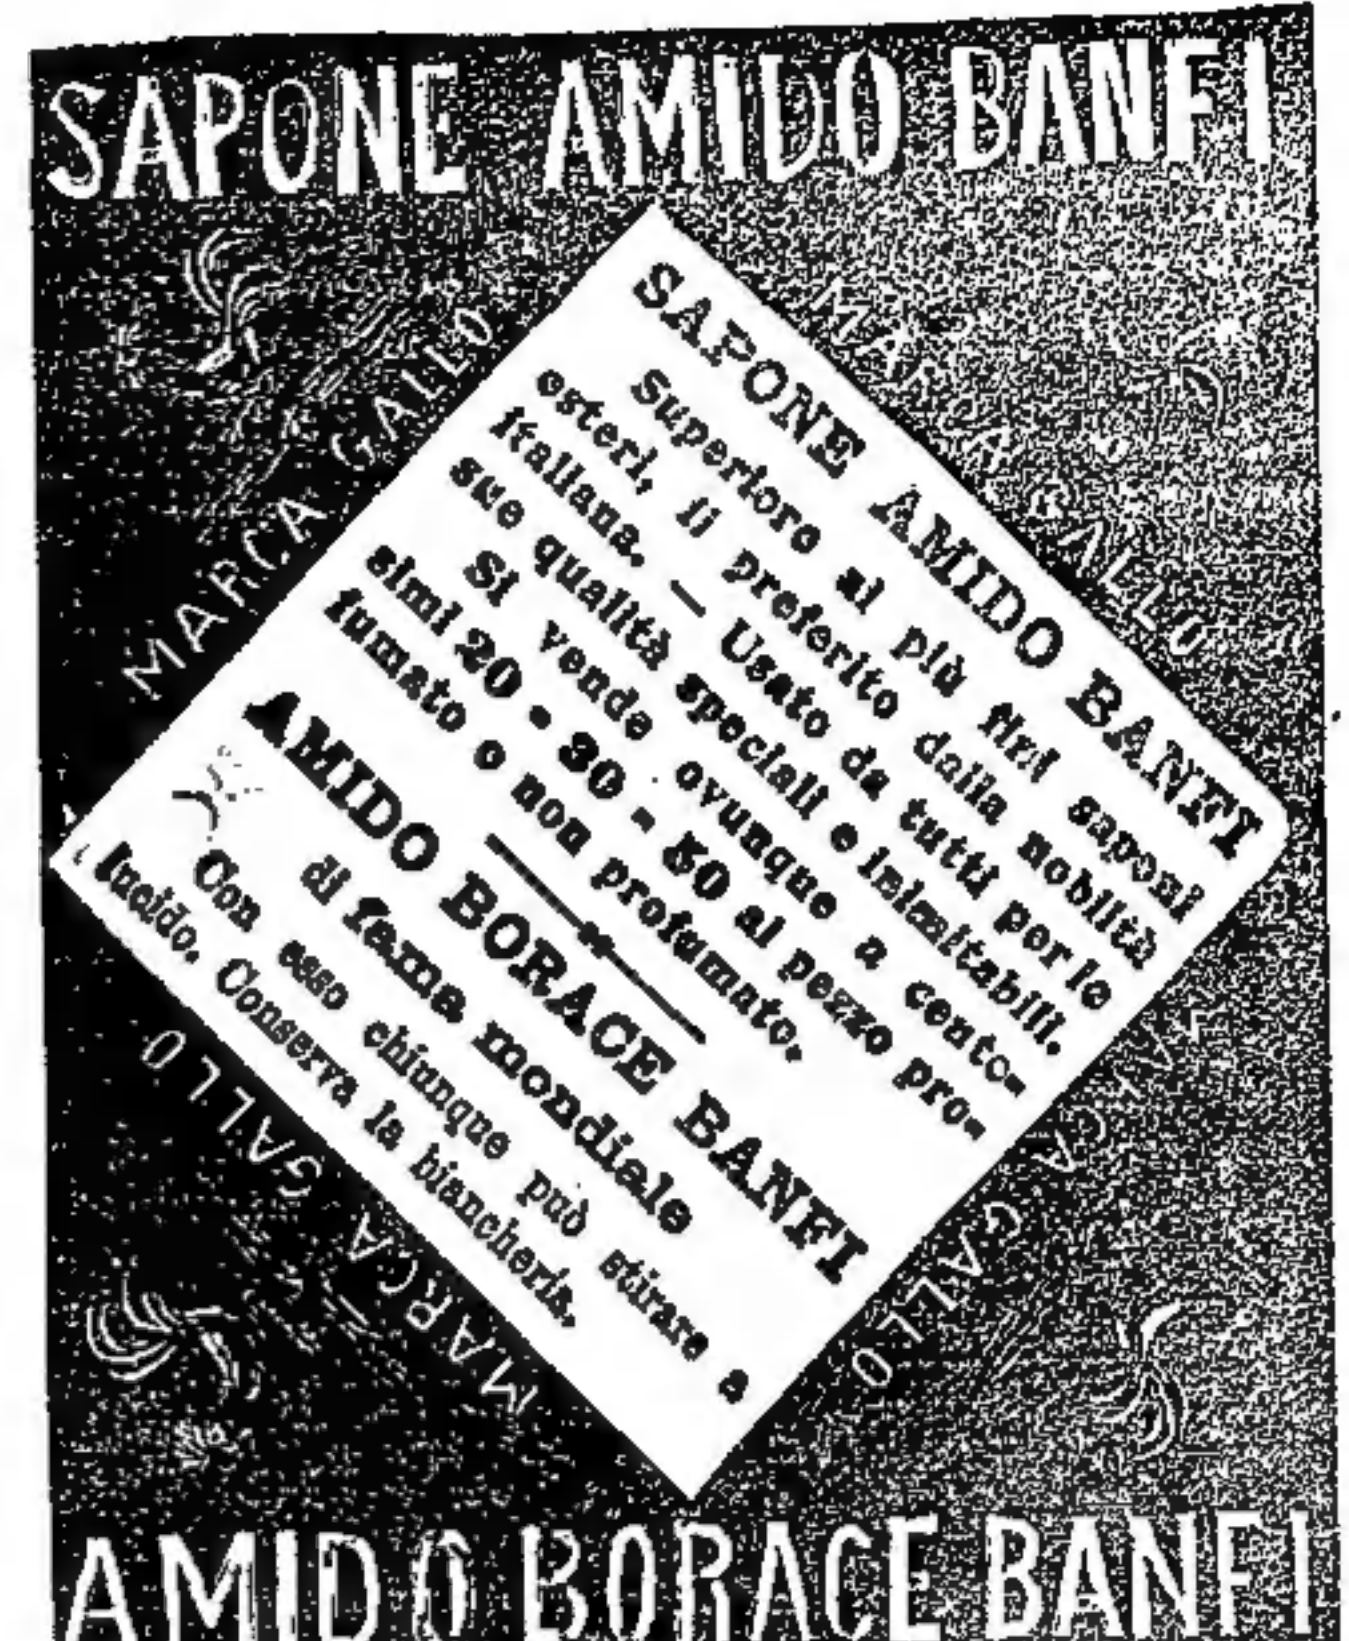 SAPONE AMIDO BANFI
MARCA GALLO
MARCA GALLO
SAPONE AMIDO BANFI
Superiore ai più fini saponi
esteri, il preferito dalla nobiltà
italiana. — Usato da tutti per le
sue qualità speciali e inimitabili.
Si vende ovunque a cente-
simi 20 - 30 - 50 al pezzo pro-
fumato o non profumato.
AMIDO BORACE BANFI
di fama mondiale
Con esso chiunque può stirare a
lucido. Conserva la biancheria.
MARCA GALLO
MARCA GALLO
AMIDO BORACE BANFI